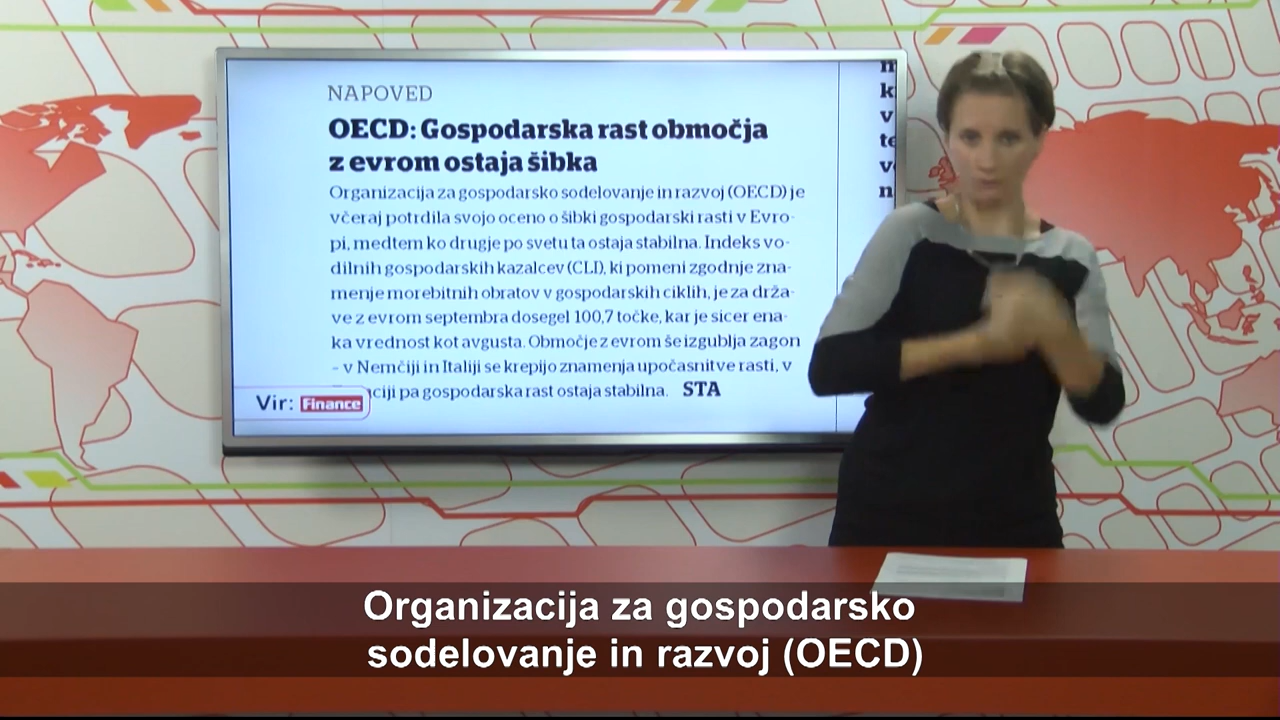 NAPOVED
OECD: Gospodarska rast območja
z evrom ostaja šibka
Organizacija za gospodarsko sodelovanje in razvoj (OECD) je
včeraj potrdila svojo oceno o šibki gospodarski rasti v Evro-
pi, medtem ko drugje po svetu ta ostaja stabilna. Indeks vo-
dilnih gospodarskih kazalcev (CLI), ki pomeni zgodnje zna-
menje morebitnih obratov v gospodarskih ciklih, je za drža-
ve z evrom septembra dosegel 100,7 točke, kar je sicer ena-
ka vrednost kot avgusta. Območje z evrom še izgublja zagon
- v Nemčiji in Italiji se krepijo znamenja upočasnitve rasti, v
pa gospodarska rast ostaja stabilna. STA
Vir: Finance
Organizacija za gospodarsko
sodelovanje in razvoj (OECD)